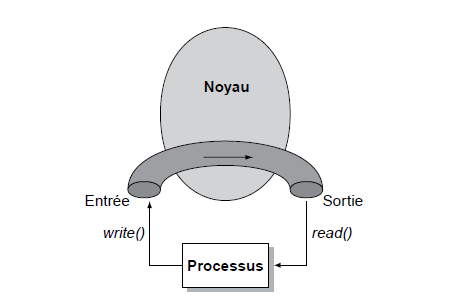 Noyau
Entrée
Sortie
write()
read()
Processus